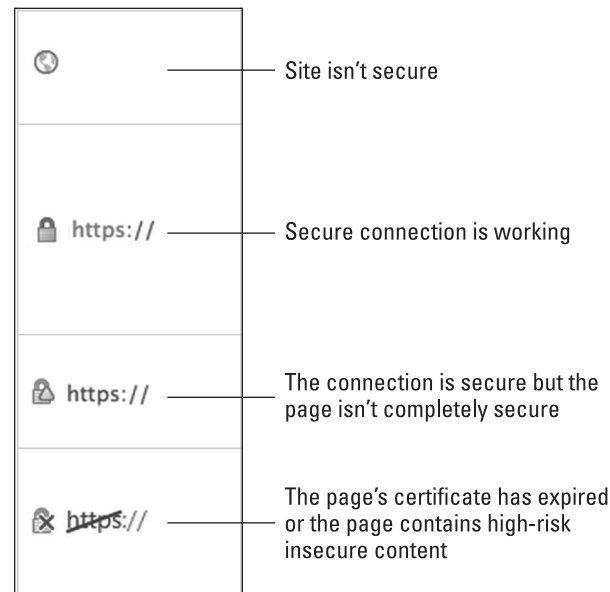 Site isn't secure
https://
Secure connection is working
https://
The connection is secure but the
page isn't completely secure
https://
The page's certificate has expired
or the page contains high-risk
insecure content